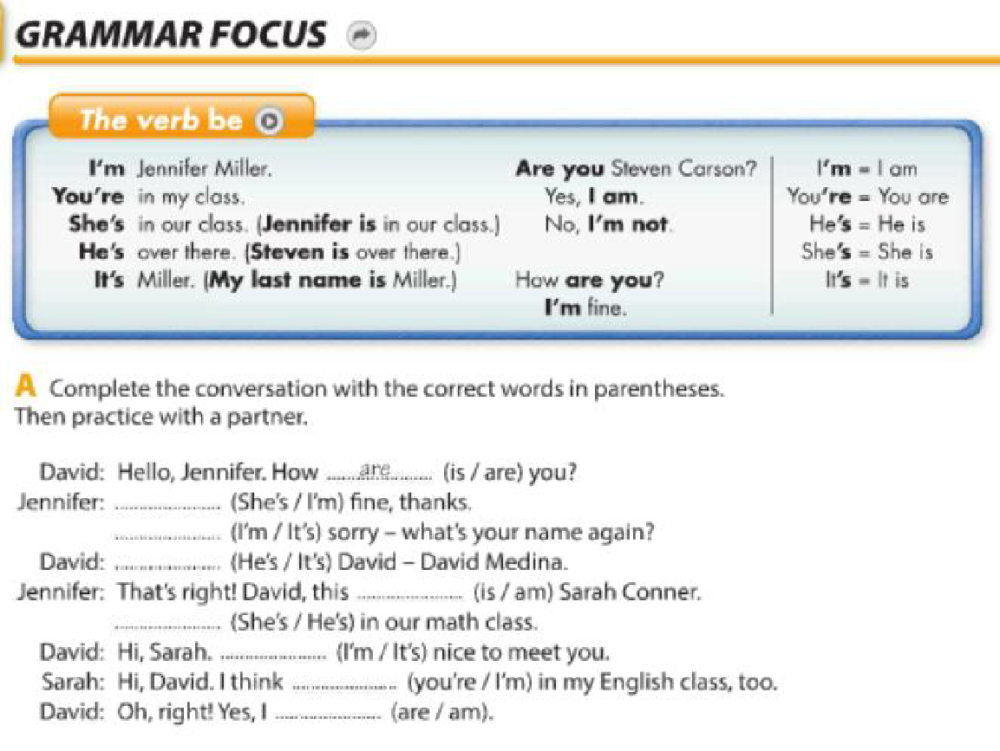 GRAMMAR FOCUS
The verb be
I'm Jennifer Miller.
You're in my class.
She's in our class. (Jennifer is in our class.)
He's over there. (Steven is over there.)
It's Miller. (My last name is Miller.)
Are you Steven Carson?
Yes, I am.
No, I'm not.
How are you?
I'm fine.
I'm = I am
You're = You are
He's = He is
She's = She is
It's = It is
A Complete the conversation with the correct words in parentheses.
Then practice with a partner.
David: Hello, Jennifer. How ......are...... (is / are) you?
Jennifer: ........................ (She's / I'm) fine, thanks.
........................ (I'm / It's) sorry – what's your name again?
David: ........................ (He's / It's) David – David Medina.
Jennifer: That's right! David, this ........................ (is / am) Sarah Conner.
........................ (She's / He's) in our math class.
David: Hi, Sarah. ........................ (I'm / It's) nice to meet you.
Sarah: Hi, David. I think ........................ (you're / I'm) in my English class, too.
David: Oh, right! Yes, I ........................ (are / am).